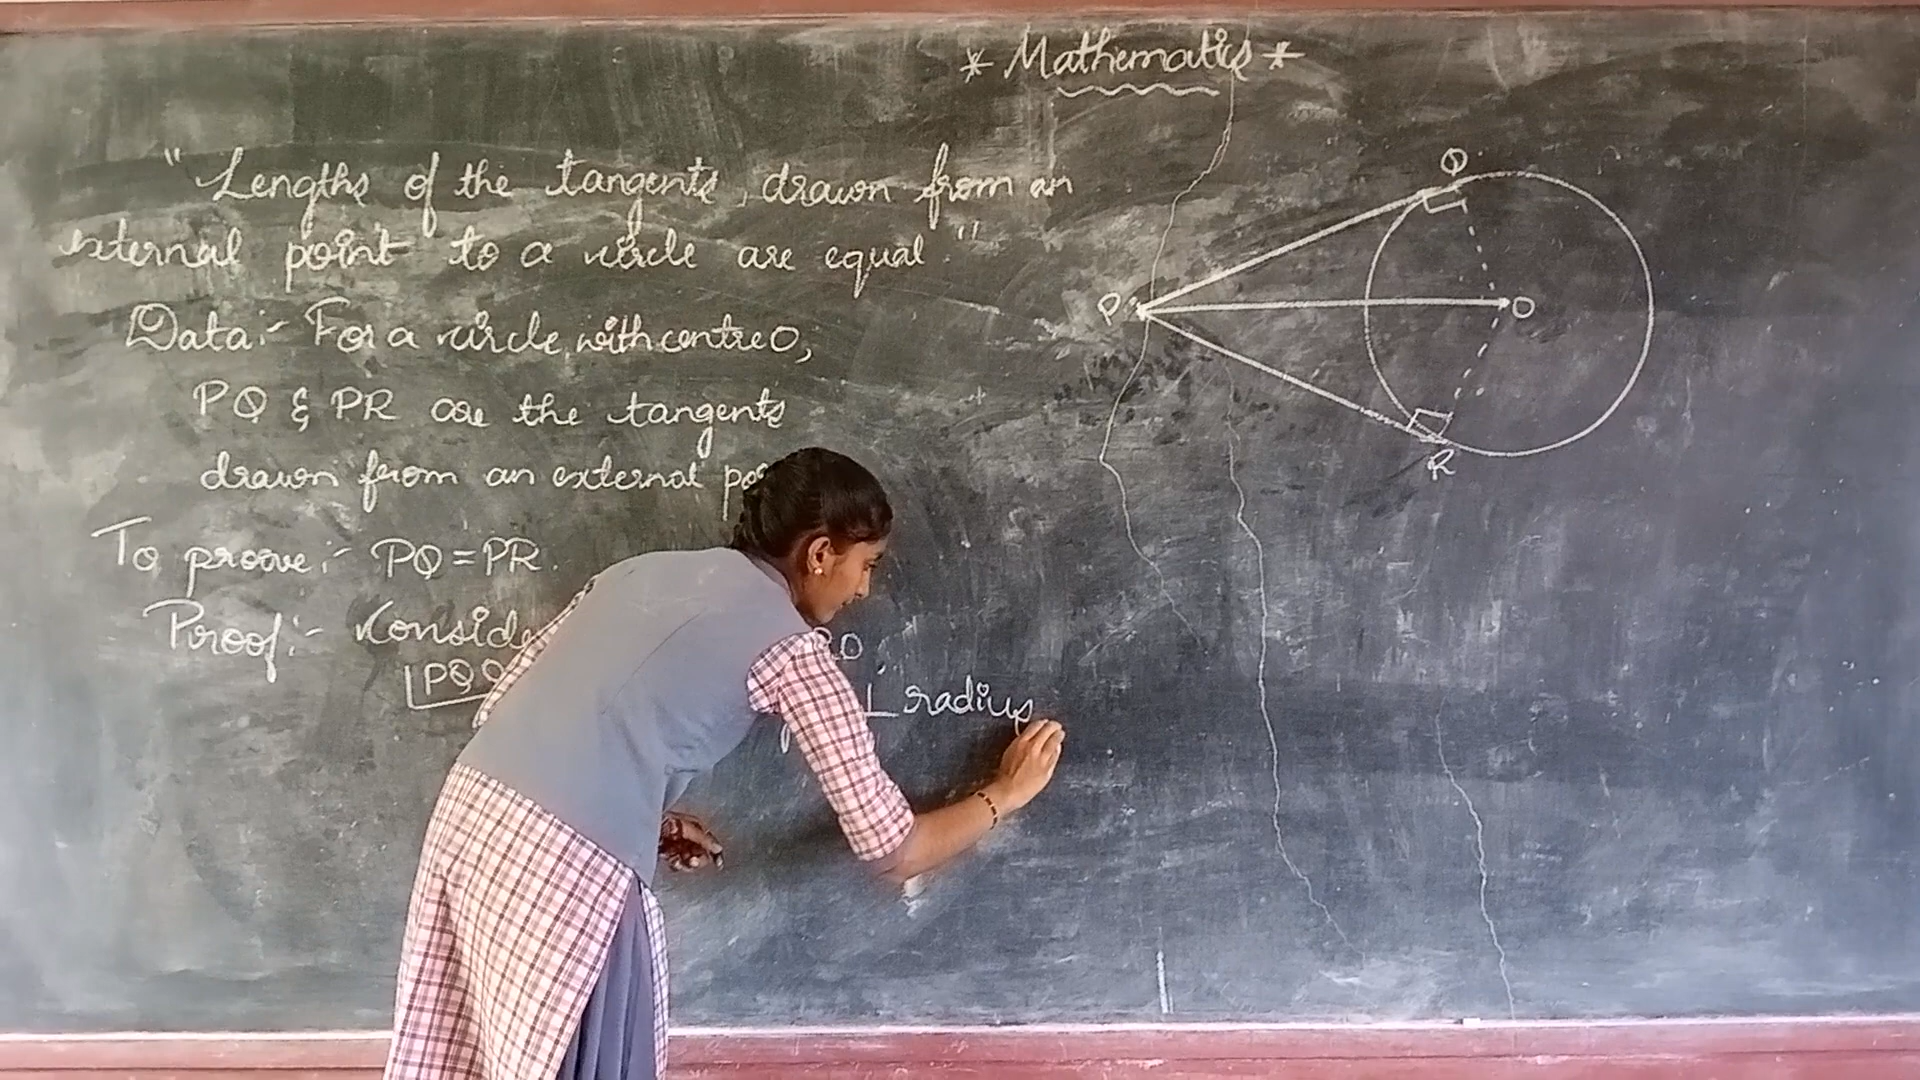 * Mathematics *
"Lengths of the tangents, drawn from an
external point to a circle are equal"
Data:- For a circle, with centre O,
PQ & PR are the tangents
drawn from an external
To prove:- PQ = PR.
Proof:-
∟ radius
Q
P
O
R